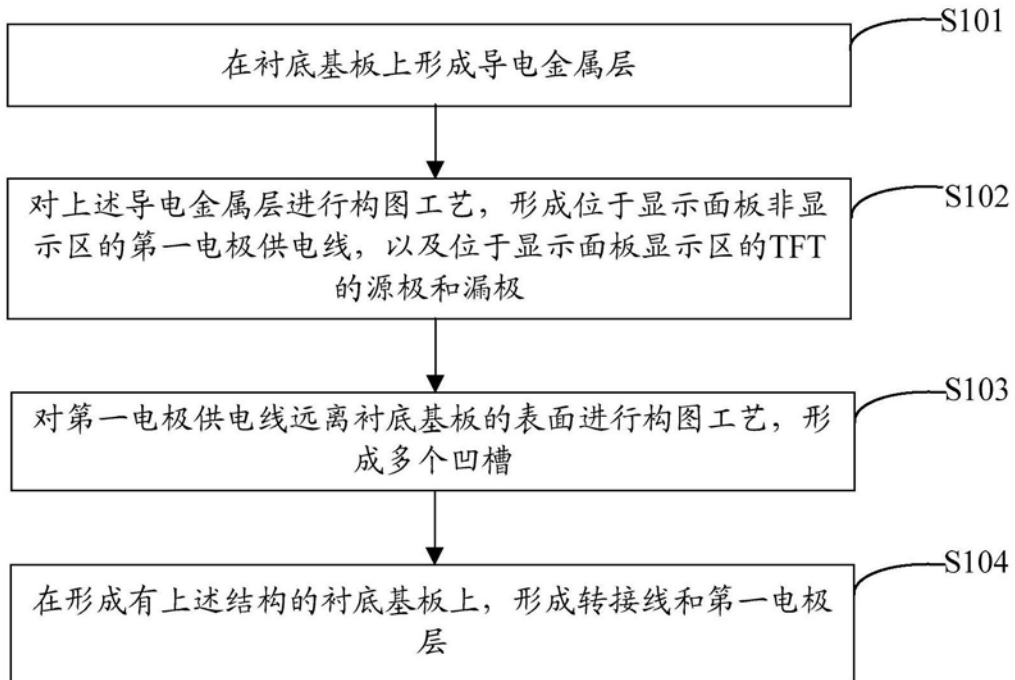 S101
在衬底基板上形成导电金属层
S102
对上述导电金属层进行构图工艺，形成位于显示面板非显
示区的第一电极供电线，以及位于显示面板显示区的TFT
的源极和漏极
S103
对第一电极供电线远离衬底基板的表面进行构图工艺，形
成多个凹槽
S104
在形成有上述结构的衬底基板上，形成转接线和第一电极
层